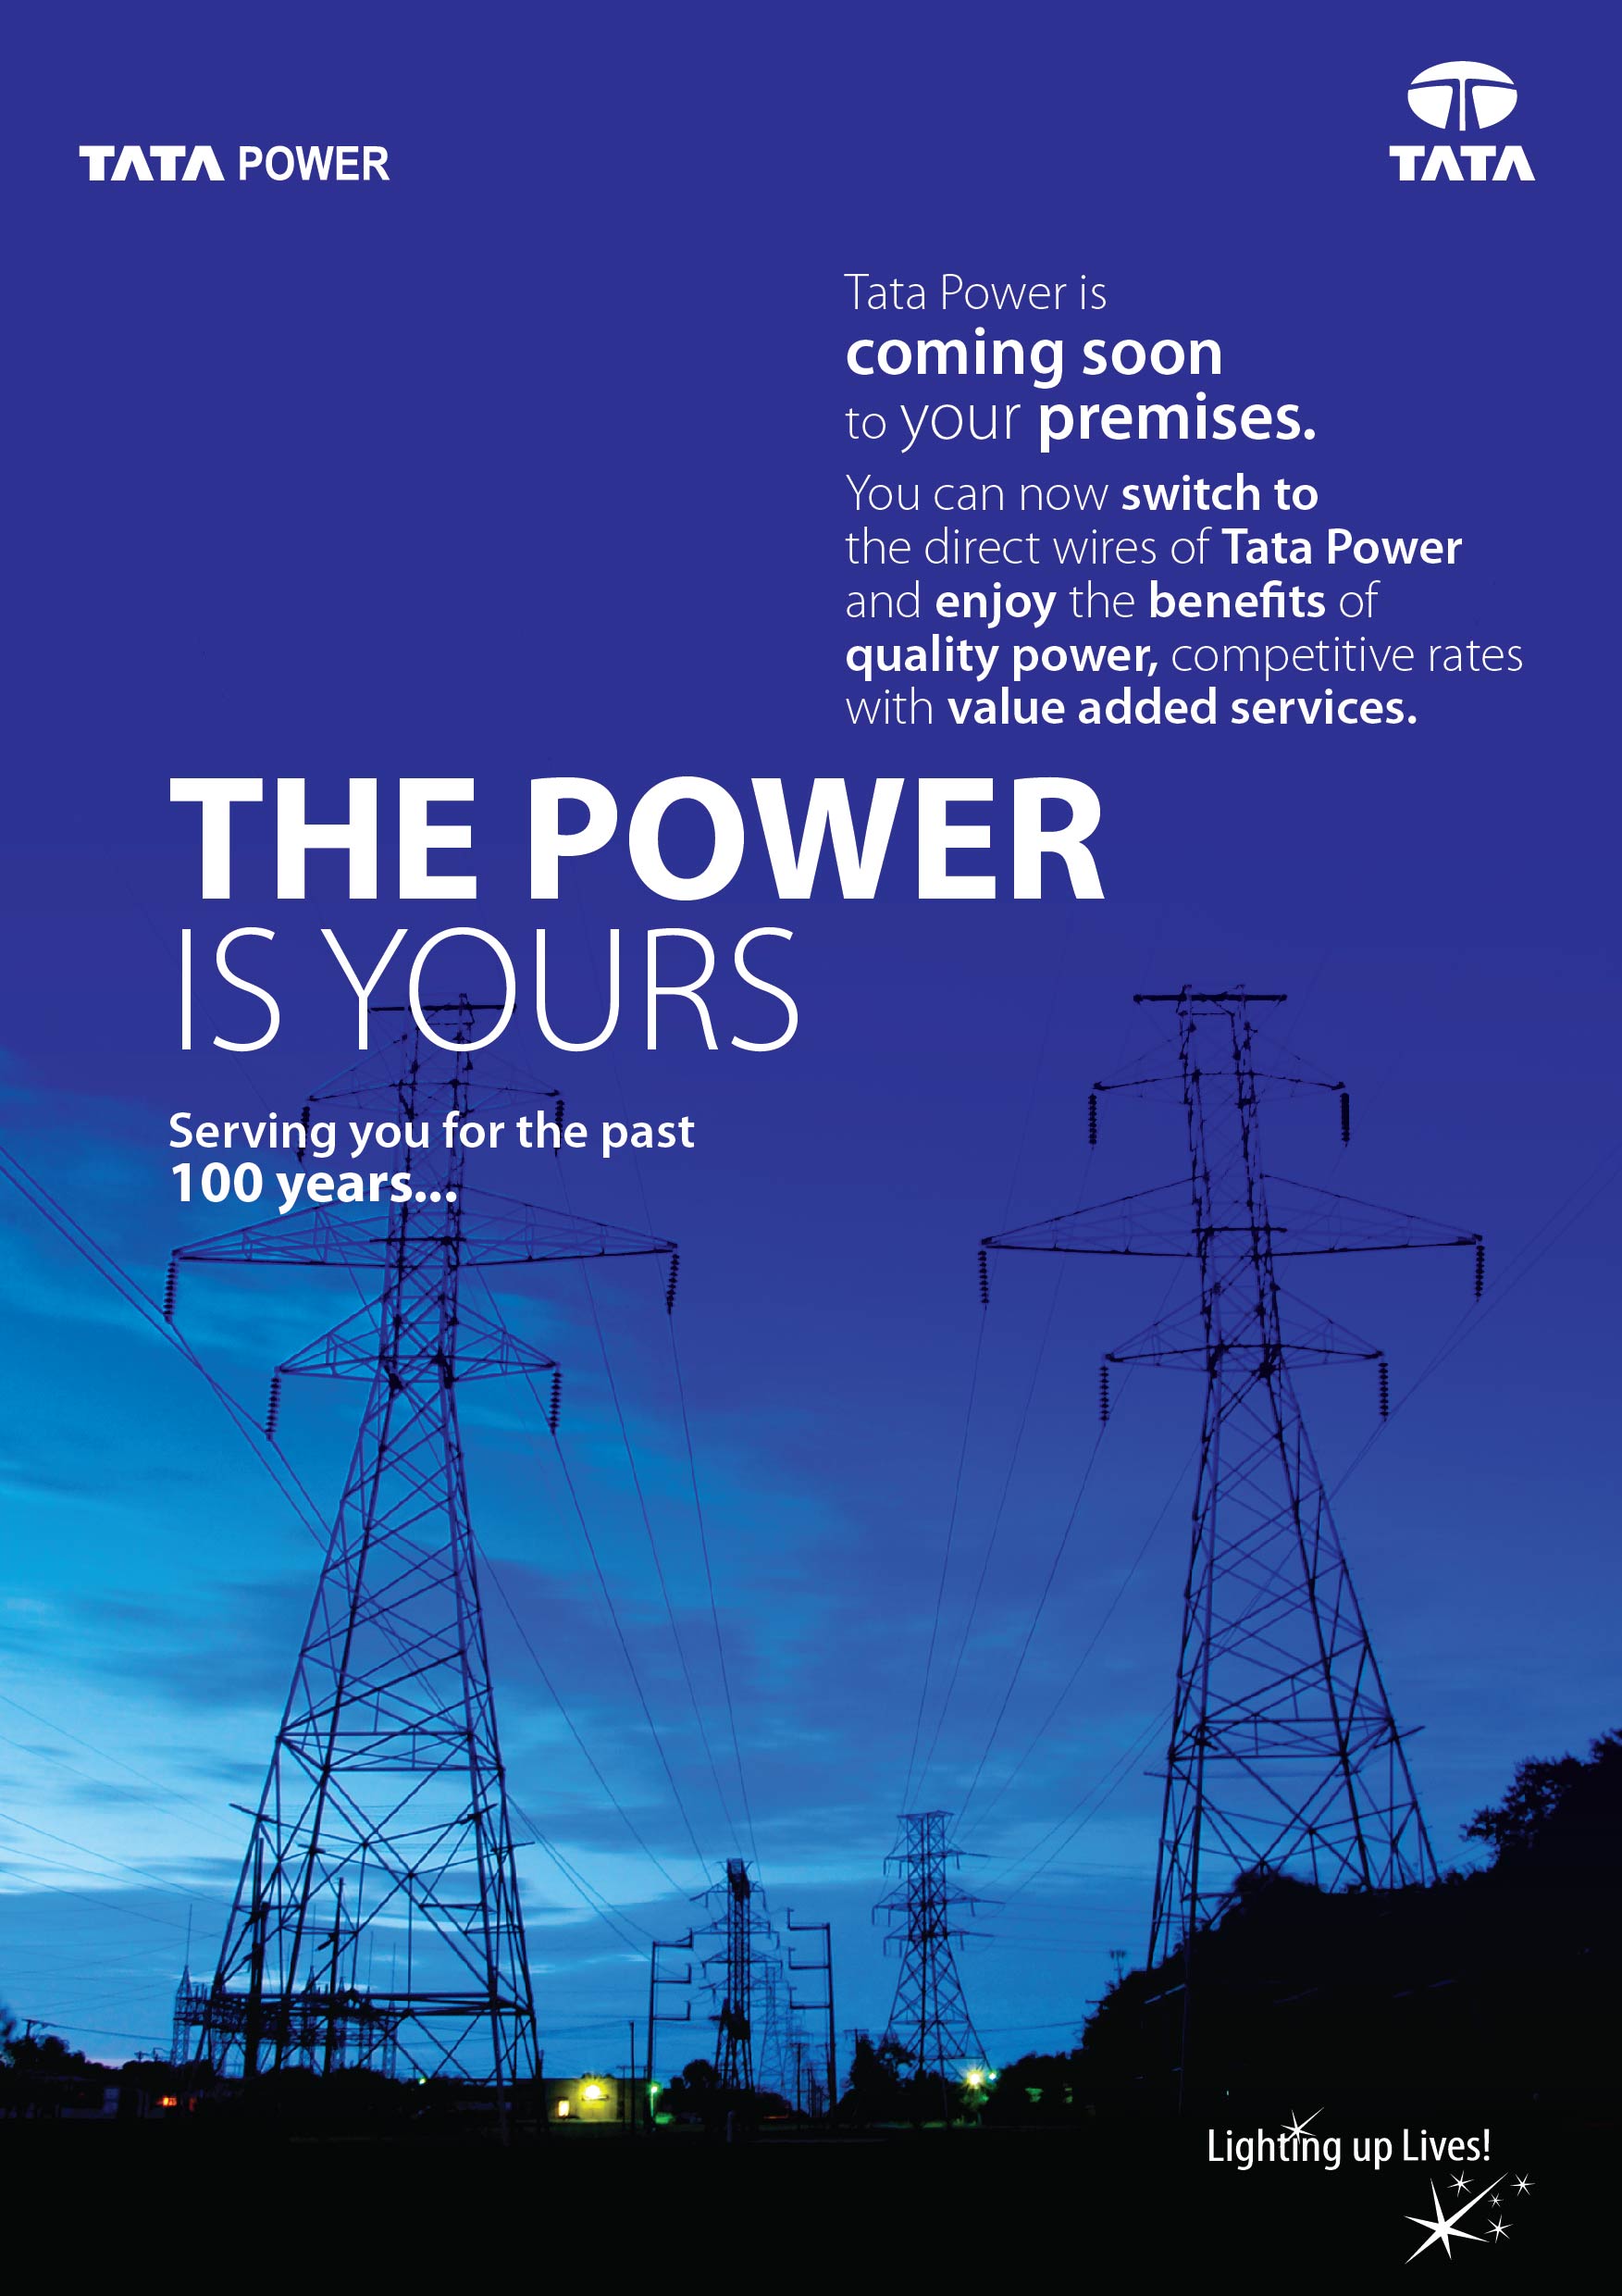 TATA POWER
TATA
Tata Power is
coming soon
to your premises.
You can now switch to
the direct wires of Tata Power
and enjoy the benefits of
quality power, competitive rates
with value added services.
THE POWER
IS YOURS
Serving you for the past
100 years...
Lighting up Lives!